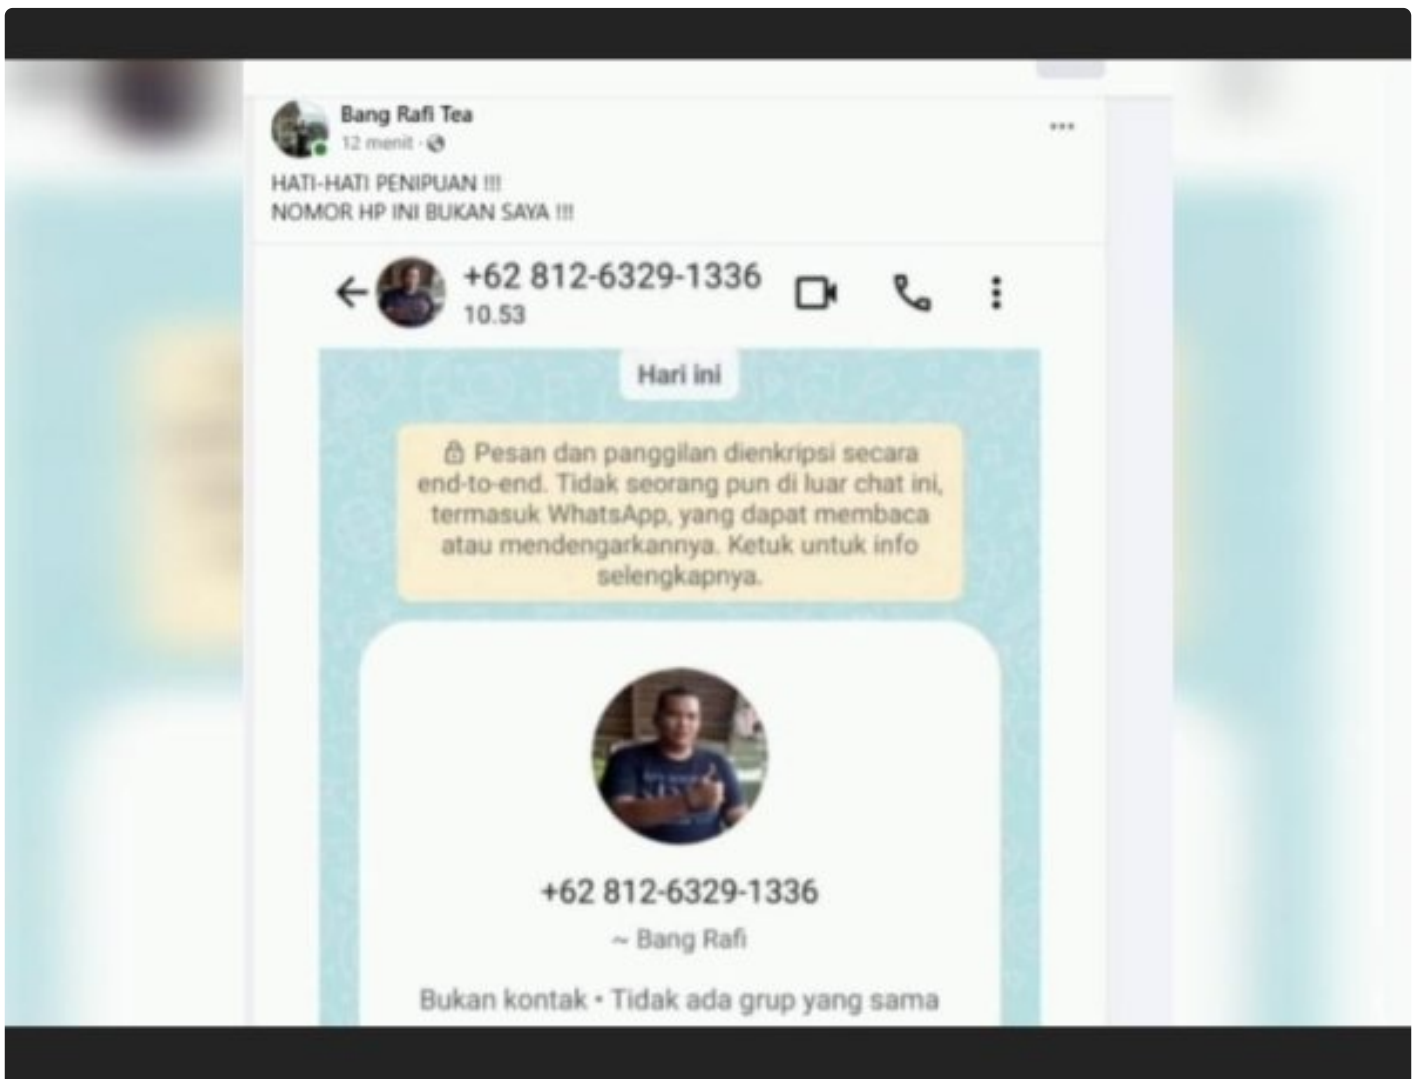 Bang Rafi Tea
12 menit ·
HATI-HATI PENIPUAN !!!
NOMOR HP INI BUKAN SAYA !!!
+62 812-6329-1336
10.53
Hari ini
Pesan dan panggilan dienkripsi secara
end-to-end. Tidak seorang pun di luar chat ini,
termasuk WhatsApp, yang dapat membaca
atau mendengarkannya. Ketuk untuk info
selengkapnya.
+62 812-6329-1336
~ Bang Rafi
Bukan kontak • Tidak ada grup yang sama